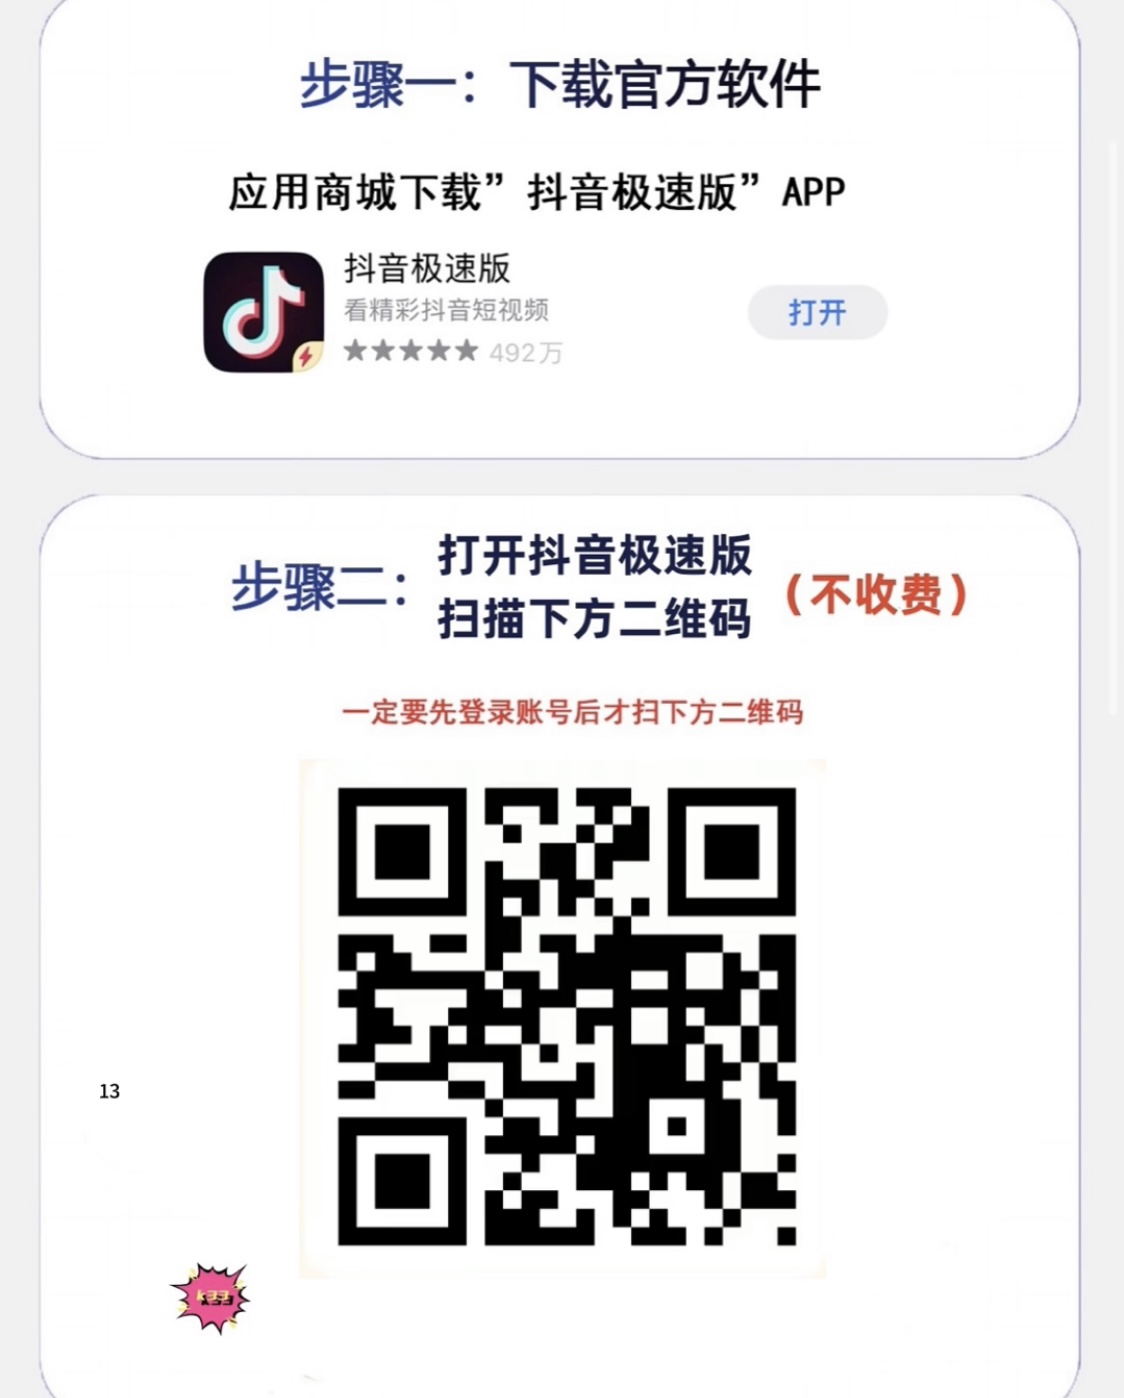 步骤一：下载官方软件
应用商城下载”抖音极速版”APP
抖音极速版
看精彩抖音短视频
★★★★★ 492万
打开
步骤二：
打开抖音极速版
扫描下方二维码
（不收费）
一定要先登录账号后才扫下方二维码
13
k33